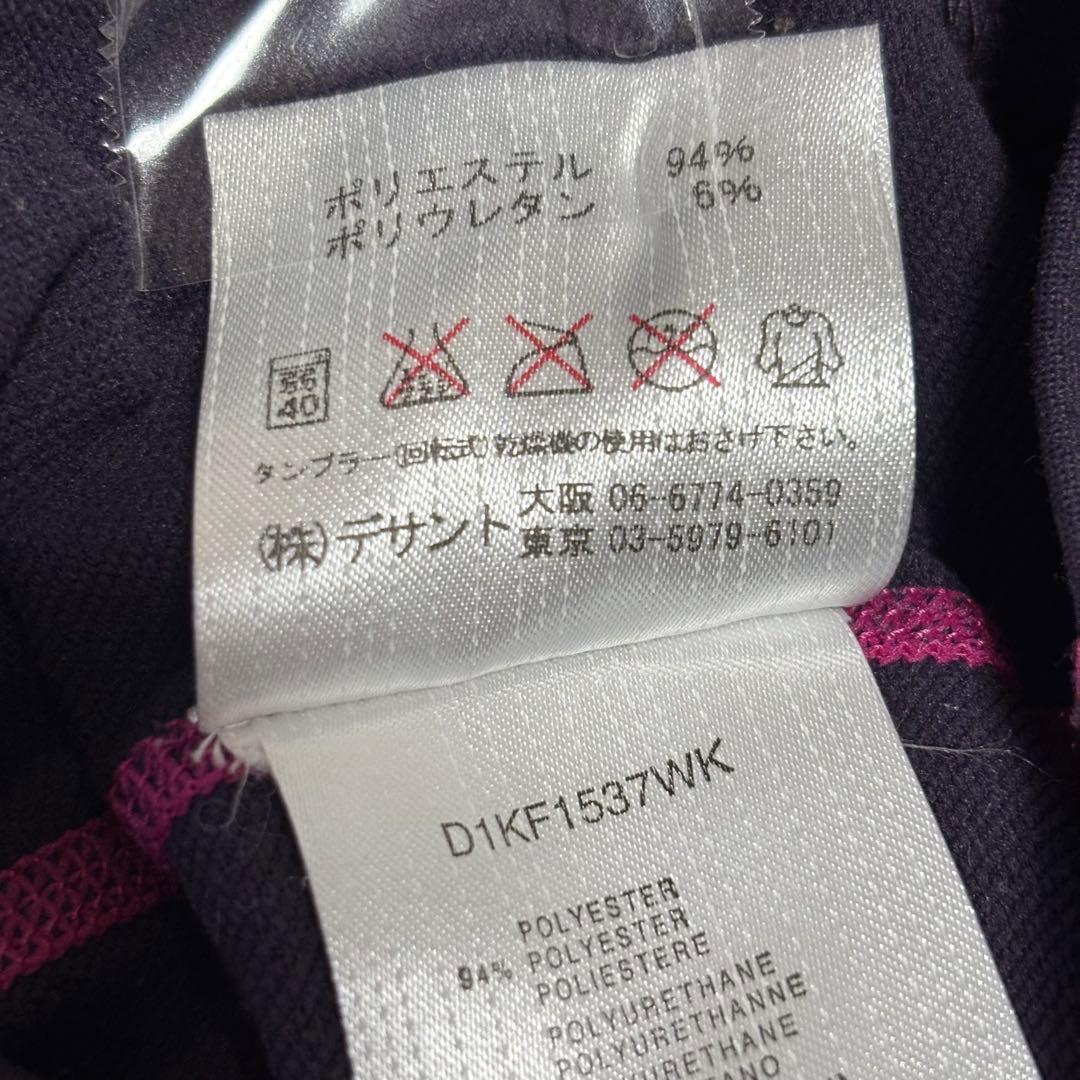 ポリエステル 94%
ポリウレタン 6%
弱
40
タンブラー(回転式)乾燥機の使用はおさけ下さい。
(株)デサント 大阪 06-6774-0359
東京 03-5979-6101
D1KF1537WK
POLYESTER
POLYESTER
94% POLYESTER
POLIESTERE
POLYURETHANE
POLYURETHANNE
POLYURETHANE